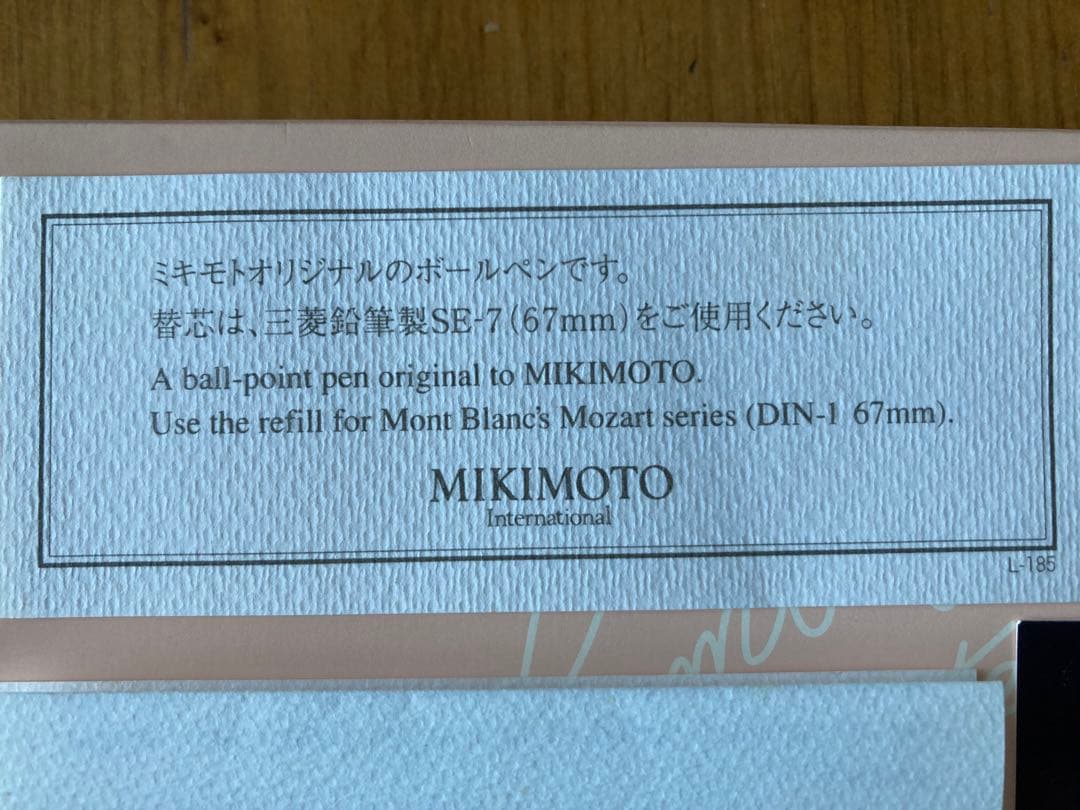 ミキモトオリジナルのボールペンです。
替芯は、三菱鉛筆製SE-7(67mm)をご使用ください。
A ball-point pen original to MIKIMOTO.
Use the refill for Mont Blanc's Mozart series (DIN-1 67mm).
MIKIMOTO
International
L-185